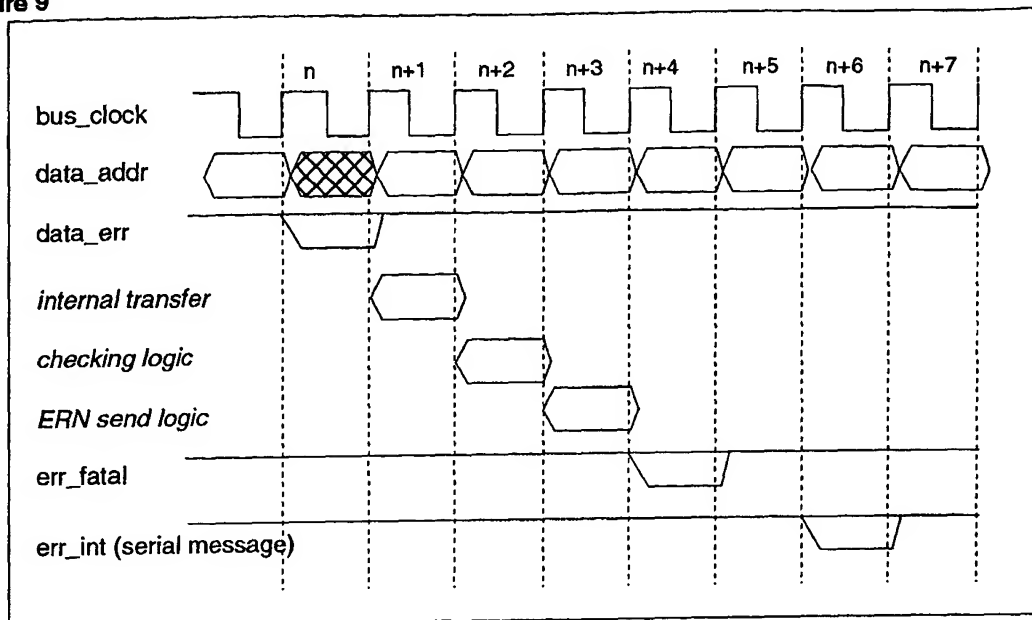 ire 9
n n+1 n+2 n+3 n+4 n+5 n+6 n+7
bus_clock
data_addr
data_err
internal transfer
checking logic
ERN send logic
err_fatal
err_int (serial message)